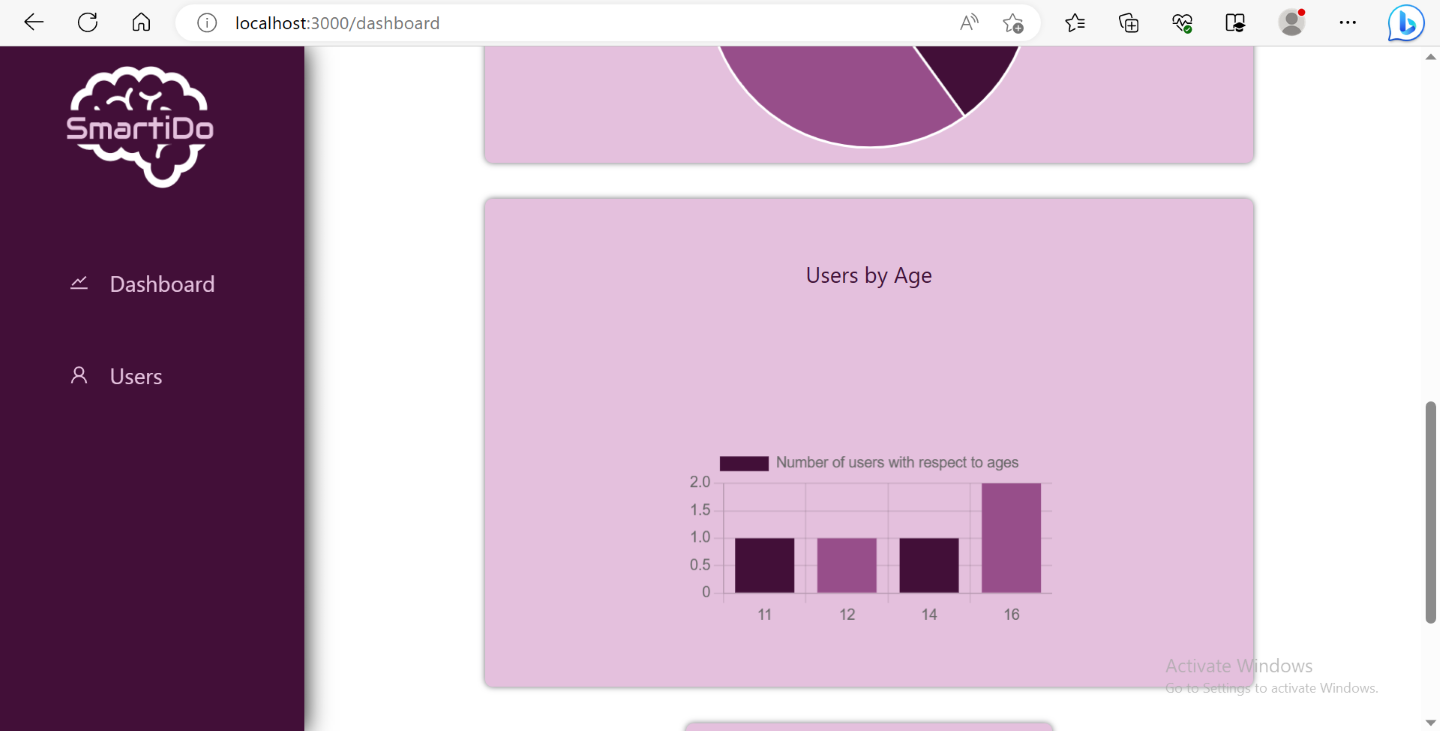 localhost:3000/dashboard
SmartiDo
Dashboard
Users
Users by Age
Number of users with respect to ages
2.0
1.5
1.0
0.5
0
11 12 14 16
Activate Windows
Go to Settings to activate Windows.